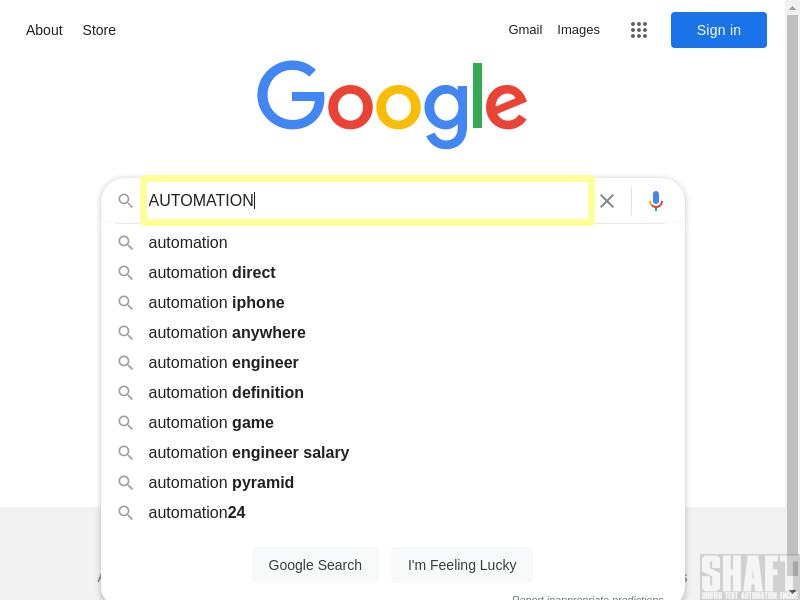 About Store Gmail Images Sign in
Google
AUTOMATION
automation
automation direct
automation iphone
automation anywhere
automation engineer
automation definition
automation game
automation engineer salary
automation pyramid
automation24
Google Search I'm Feeling Lucky
SHAFT
Report inappropriate predictions